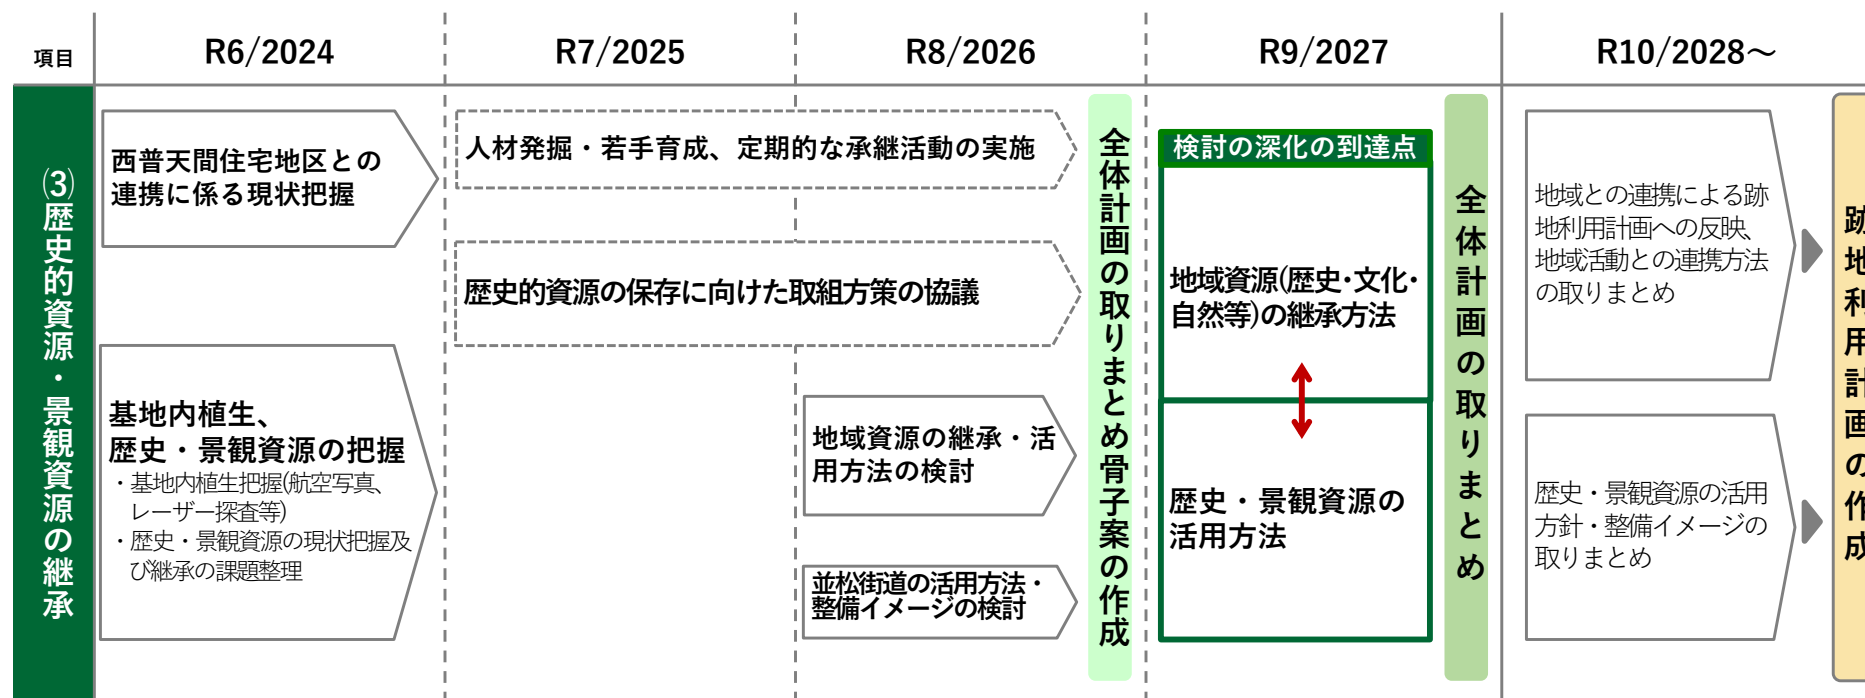 項目
R6/2024
R7/2025
R8/2026
R9/2027
R10/2028～
(3)歴史的資源・景観資源の継承
西普天間住宅地区との
連携に係る現状把握
基地内植生、
歴史・景観資源の把握
・基地内植生把握(航空写真、
レーザー探査等)
・歴史・景観資源の現状把握及
び継承の課題整理
人材発掘・若手育成、定期的な承継活動の実施
歴史的資源の保存に向けた取組方策の協議
地域資源の継承・活
用方法の検討
並松街道の活用方法・
整備イメージの検討
全体計画の取りまとめ骨子案の作成
検討の深化の到達点
地域資源(歴史・文化・
自然等)の継承方法
歴史・景観資源の
活用方法
全体計画の取りまとめ
地域との連携による跡
地利用計画への反映、
地域活動との連携方法
の取りまとめ
歴史・景観資源の活用
方針・整備イメージの
取りまとめ
跡地利用計画の作成